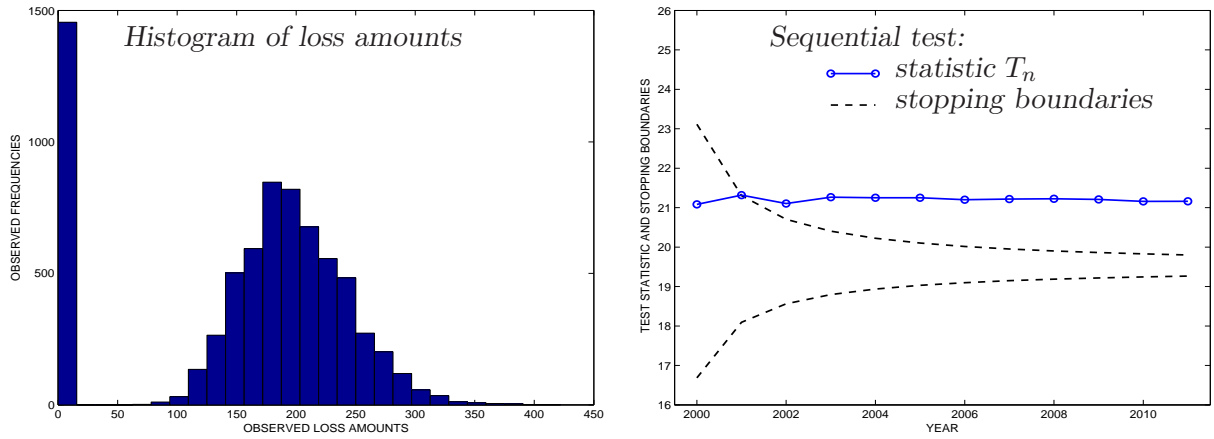 Histogram of loss amounts
1500
1000
500
0
OBSERVED FREQUENCIES
0 50 100 150 200 250 300 350 400 450
OBSERVED LOSS AMOUNTS
Sequential test:
statistic Tn
stopping boundaries
26
25
24
23
22
21
20
19
18
17
16
TEST STATISTIC AND STOPPING BOUNDARIES
2000 2002 2004 2006 2008 2010
YEAR